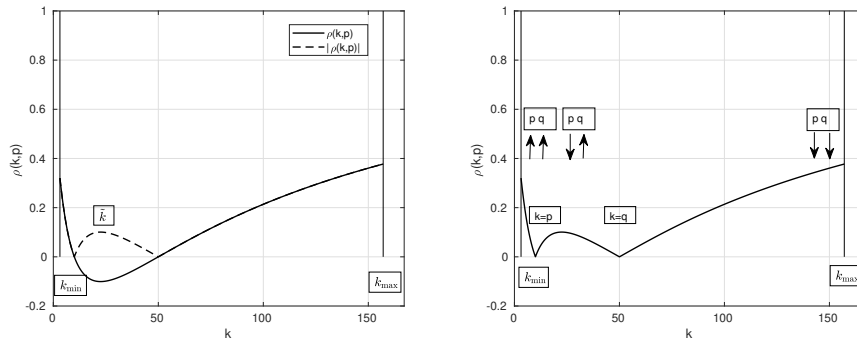 1
0.8
0.6
0.4
0.2
0
-0.2
ρ(k,p)
ρ(k,p)
|ρ(k,p)|
k̃
k_min
k_max
0
50
100
150
k
1
0.8
0.6
0.4
0.2
0
-0.2
ρ(k,p)
p q
p q
p q
k=p
k=q
k_min
k_max
0
50
100
150
k